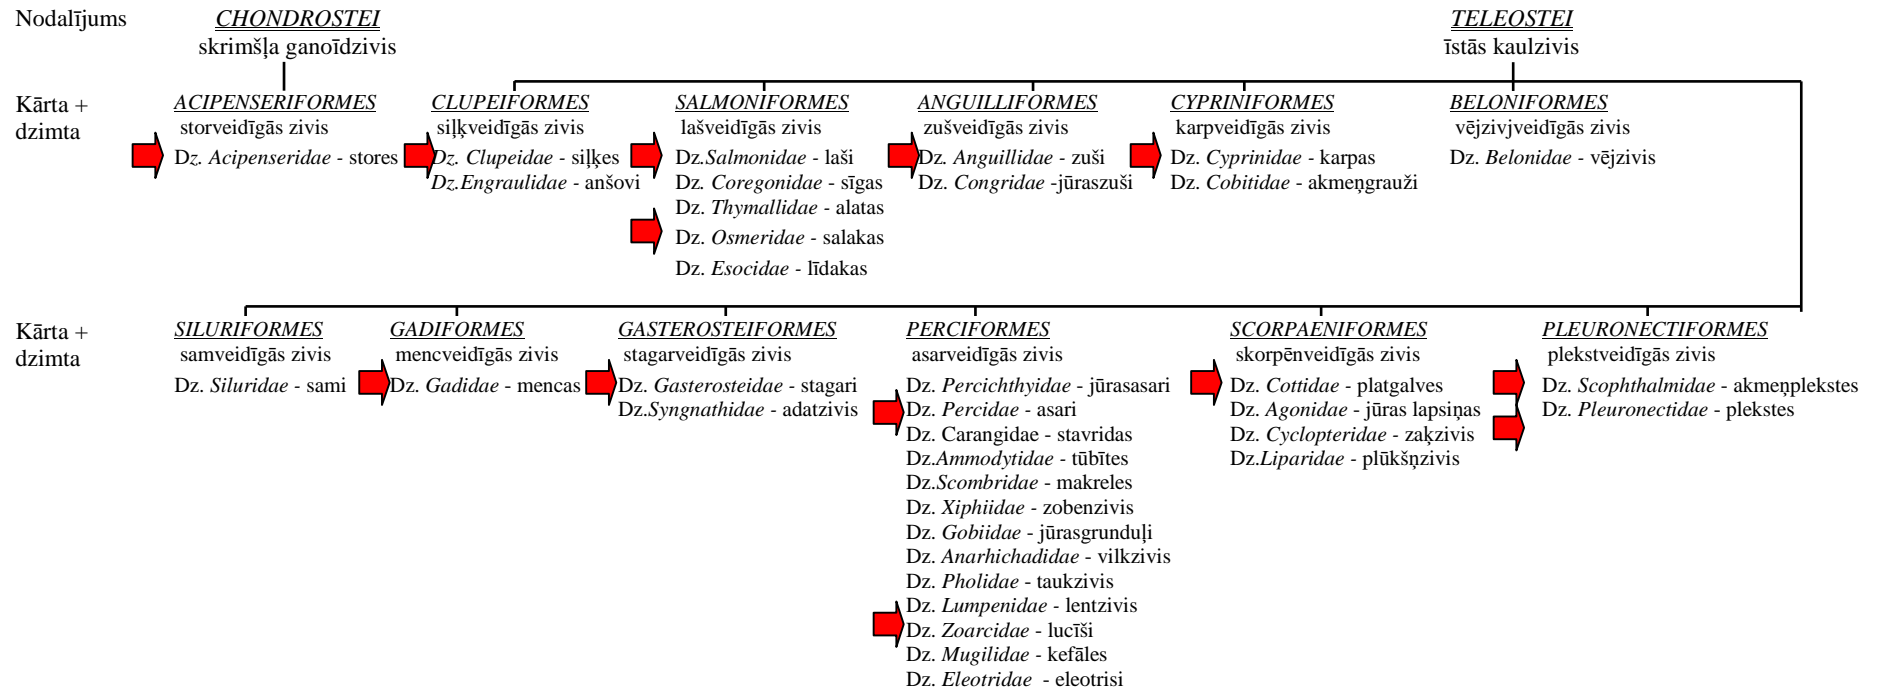 Nodalījums
CHONDROSTEI
skrimšļa ganoīdzivis
TELEOSTEI
īstās kaulzivis
Kārta +
dzimta
ACIPENSERIFORMES
storveidīgās zivis
Dz. Acipenseridae - stores
CLUPEIFORMES
siļķveidīgās zivis
Dz. Clupeidae - siļķes
Dz.Engraulidae - anšovi
SALMONIFORMES
lašveidīgās zivis
Dz.Salmonidae - laši
Dz. Coregonidae - sīgas
Dz. Thymallidae - alatas
Dz. Osmeridae - salakas
Dz. Esocidae - līdakas
ANGUILLIFORMES
zušveidīgās zivis
Dz. Anguillidae - zuši
Dz. Congridae -jūraszuši
CYPRINIFORMES
karpveidīgās zivis
Dz. Cyprinidae - karpas
Dz. Cobitidae - akmeņgrauži
BELONIFORMES
vējzivjveidīgās zivis
Dz. Belonidae - vējzivis
Kārta +
dzimta
SILURIFORMES
samveidīgās zivis
Dz. Siluridae - sami
GADIFORMES
mencveidīgās zivis
Dz. Gadidae - mencas
GASTEROSTEIFORMES
stagarveidīgās zivis
Dz. Gasterosteidae - stagari
Dz.Syngnathidae - adatzivis
PERCIFORMES
asarveidīgās zivis
Dz. Percichthyidae - jūrasasari
Dz. Percidae - asari
Dz. Carangidae - stavridas
Dz.Ammodytidae - tūbītes
Dz.Scombridae - makreles
Dz. Xiphiidae - zobenzivis
Dz. Gobiidae - jūrasgrunduļi
Dz. Anarhichadidae - vilkzivis
Dz. Pholidae - taukzivis
Dz. Lumpenidae - lentzivis
Dz. Zoarcidae - lucīši
Dz. Mugilidae - kefāles
Dz. Eleotridae - eleotrisi
SCORPAENIFORMES
skorpēnveidīgās zivis
Dz. Cottidae - platgalves
Dz. Agonidae - jūras lapsiņas
Dz. Cyclopteridae - zaķzivis
Dz.Liparidae - plūkšņzivis
PLEURONECTIFORMES
plekstveidīgās zivis
Dz. Scophthalmidae - akmeņplekstes
Dz. Pleuronectidae - plekstes